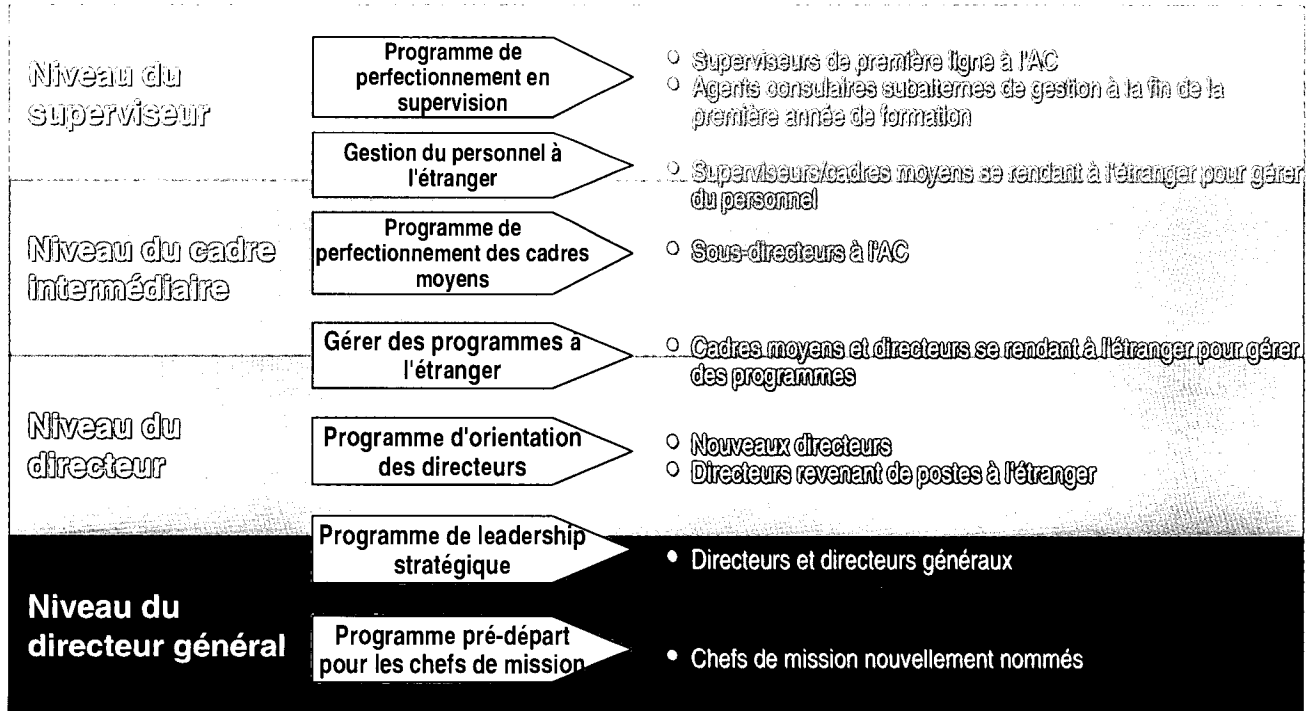 Niveau du
superviseur
Programme de
perfectionnement en
supervision
○ Superviseurs de première ligne à l'AC
○ Agents consulaires subalternes de gestion à la fin de la
première année de formation
Gestion du personnel à
l'étranger
○ Superviseurs/cadres moyens se rendant à l'étranger pour gérer
du personnel
Niveau du cadre
intermédiaire
Programme de
perfectionnement des cadres
moyens
○ Sous-directeurs à l'AC
Gérer des programmes à
l'étranger
○ Cadres moyens et directeurs se rendant à l'étranger pour gérer
des programmes
Niveau du
directeur
Programme d'orientation
des directeurs
○ Nouveaux directeurs
○ Directeurs revenant de postes à l'étranger
Programme de leadership
stratégique
• Directeurs et directeurs généraux
Niveau du
directeur général
Programme pré-départ
pour les chefs de mission
• Chefs de mission nouvellement nommés